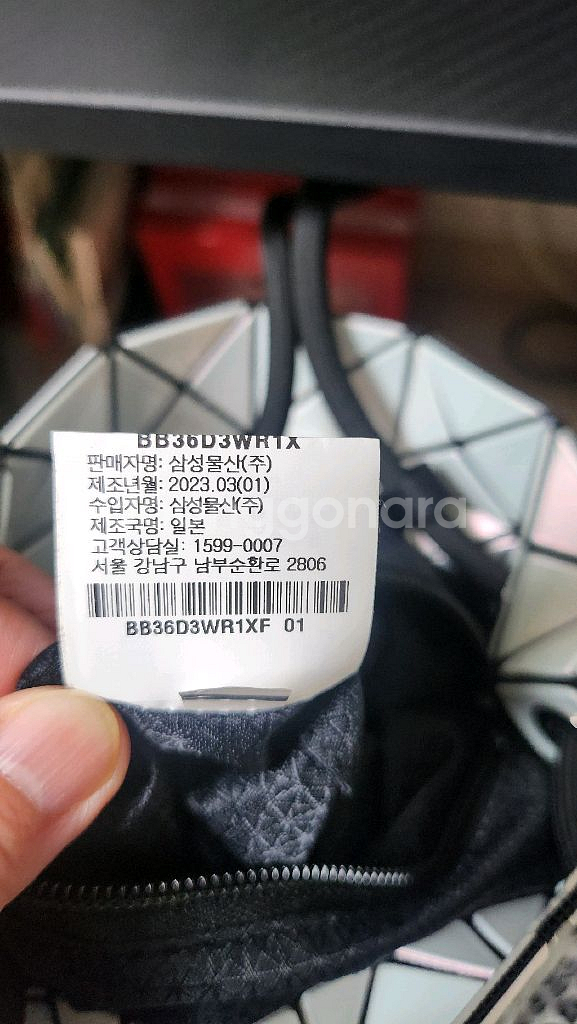 BB36D3WR1X
판매자명: 삼성물산(주)
제조년월: 2023.03(01)
수입자명: 삼성물산(주)
제조국명: 일본
고객상담실: 1599-0007
서울 강남구 남부순환로 2806
BB36D3WR1XF 01
ggonara